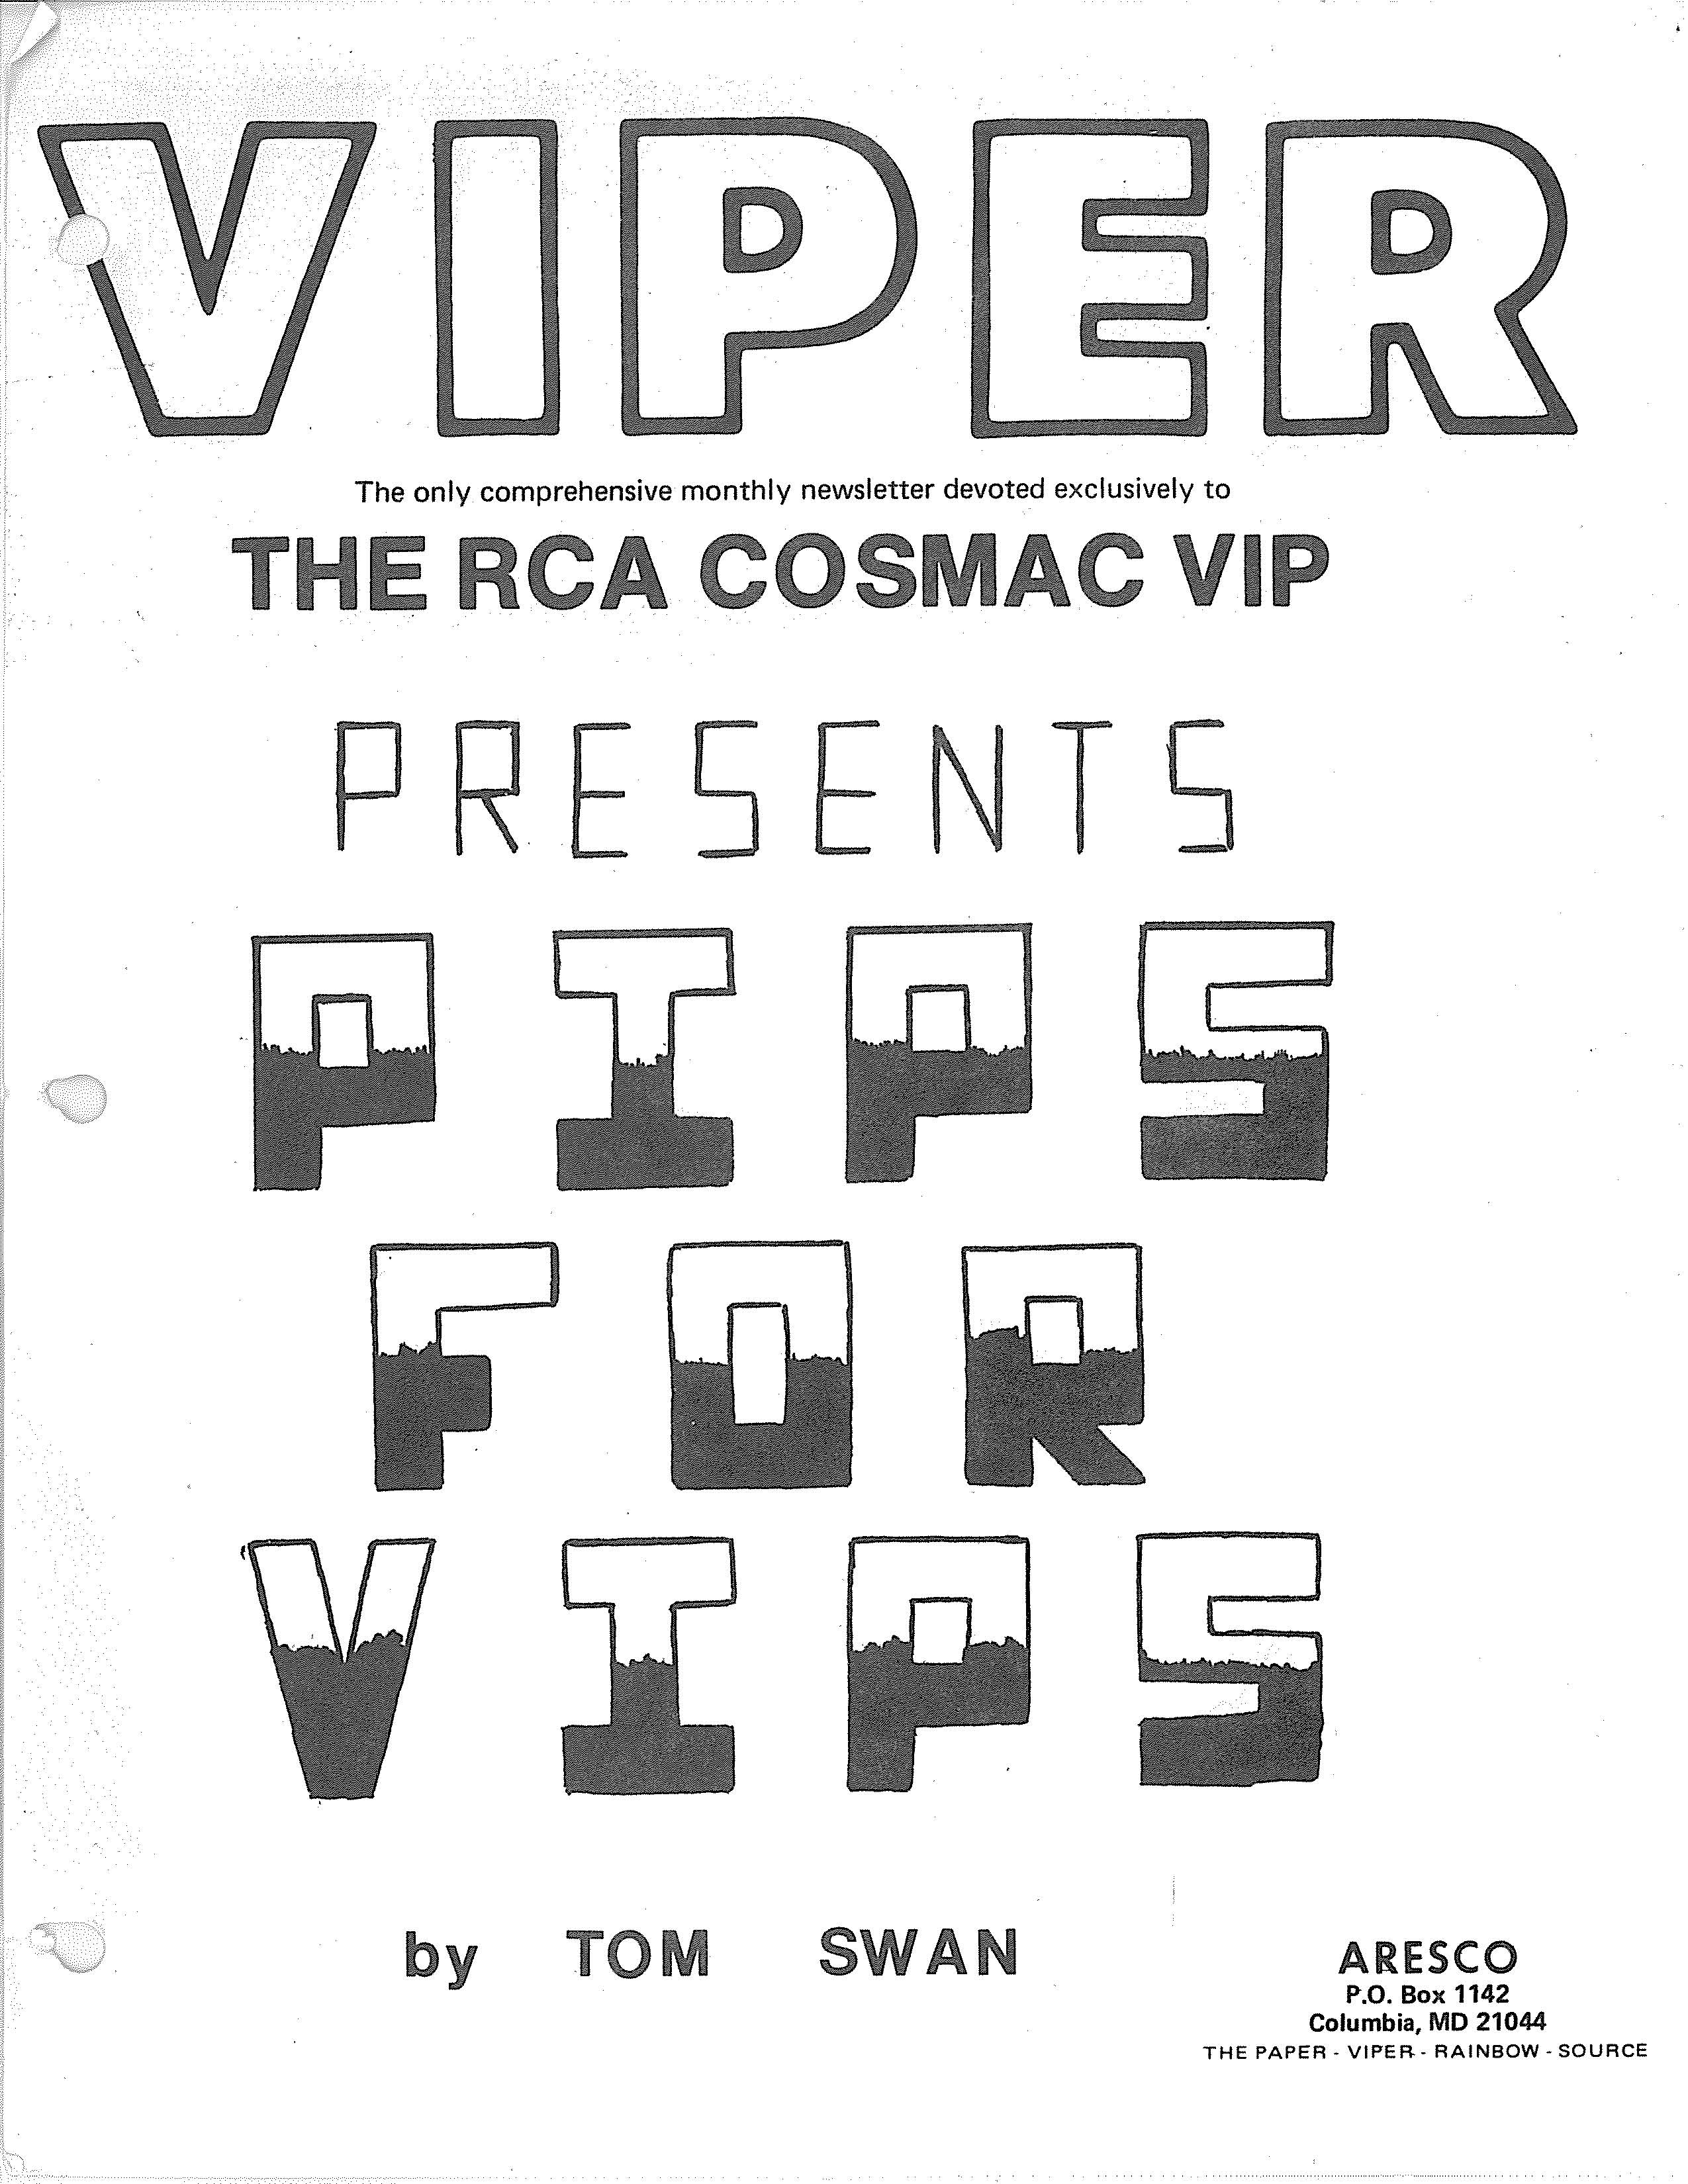 VIPER
The only comprehensive monthly newsletter devoted exclusively to
THE RCA COSMAC VIP
PRESENTS
PIPS
FOR
VIPS
by TOM SWAN
ARESCO
P.O. Box 1142
Columbia, MD 21044
THE PAPER - VIPER - RAINBOW - SOURCE